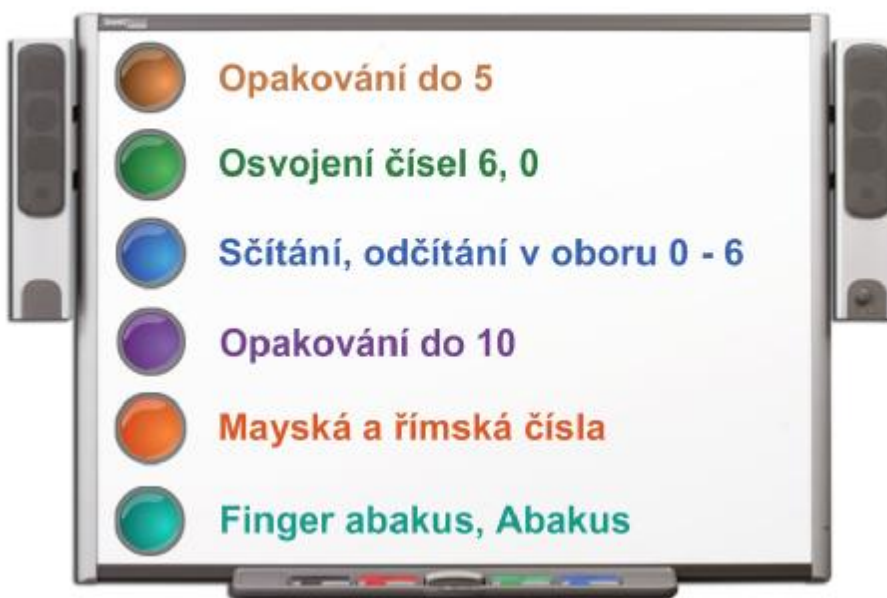 Opakování do 5
Osvojení čísel 6, 0
Sčítání, odčítání v oboru 0 - 6
Opakování do 10
Mayská a římská čísla
Finger abakus, Abakus